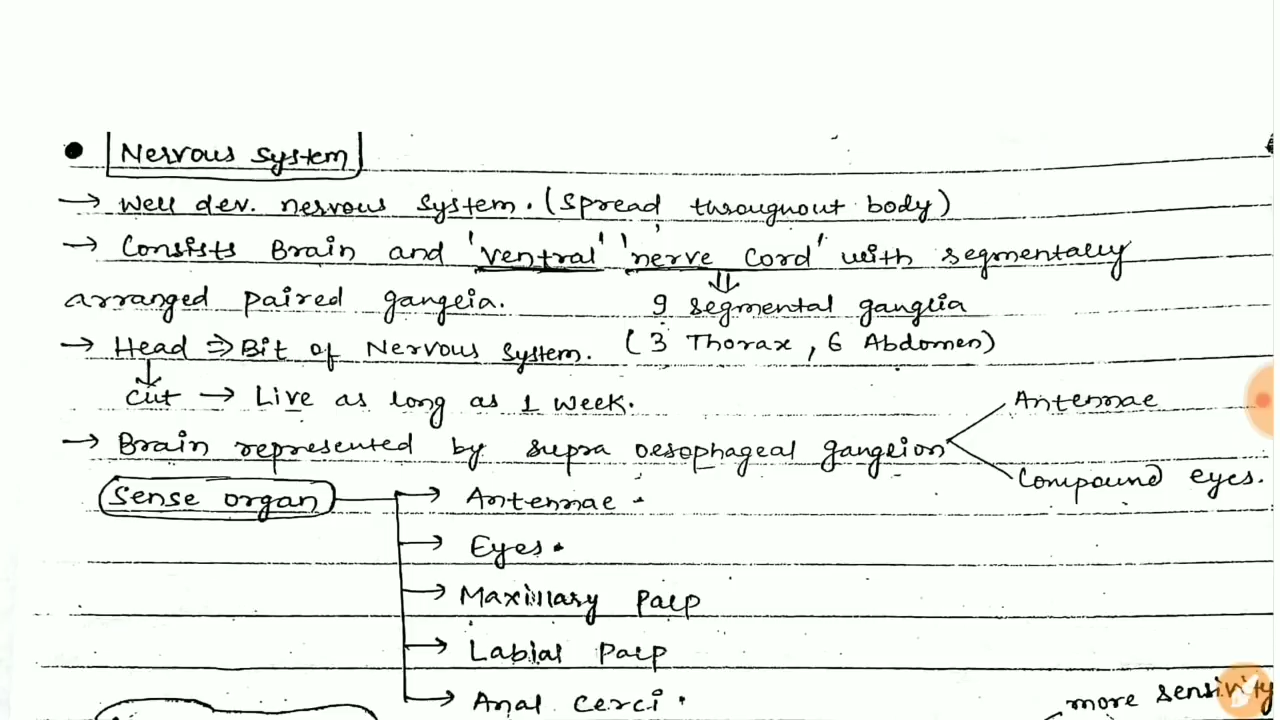 • Nervous system
→ Well dev. nervous system. (Spread throughout body)
→ Consists Brain and 'ventral' 'nerve cord' with segmentally
arranged paired ganglia.
⇓
9 segmental ganglia
(3 Thorax, 6 Abdomen)
→ Head ⇒ Bit of Nervous system.
↓
Cut → Live as long as 1 week.
→ Brain represented by supra oesophageal ganglion
Antennae
Compound eyes.
Sense organ
→ Antennae.
→ Eyes.
→ Maxillary Palp
→ Labial Palp
→ Anal Cerci.
more